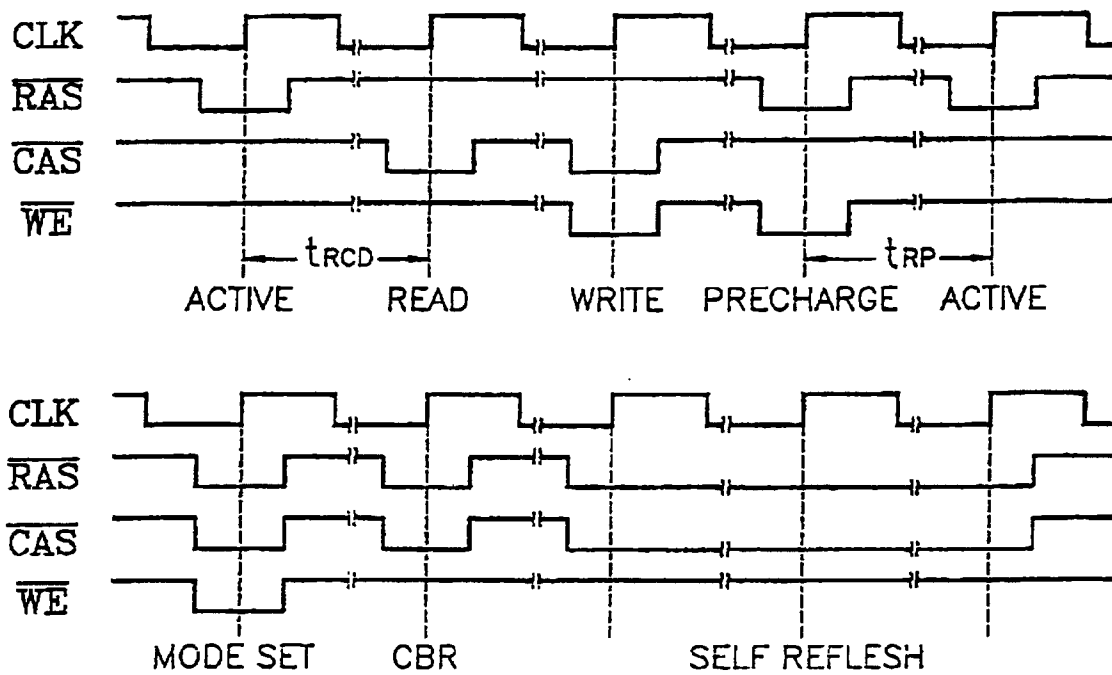 CLK
RAS
CAS
WE
tRCD tRP
ACTIVE READ WRITE PRECHARGE ACTIVE
CLK
RAS
CAS
WE
MODE SET CBR SELF REFLESH